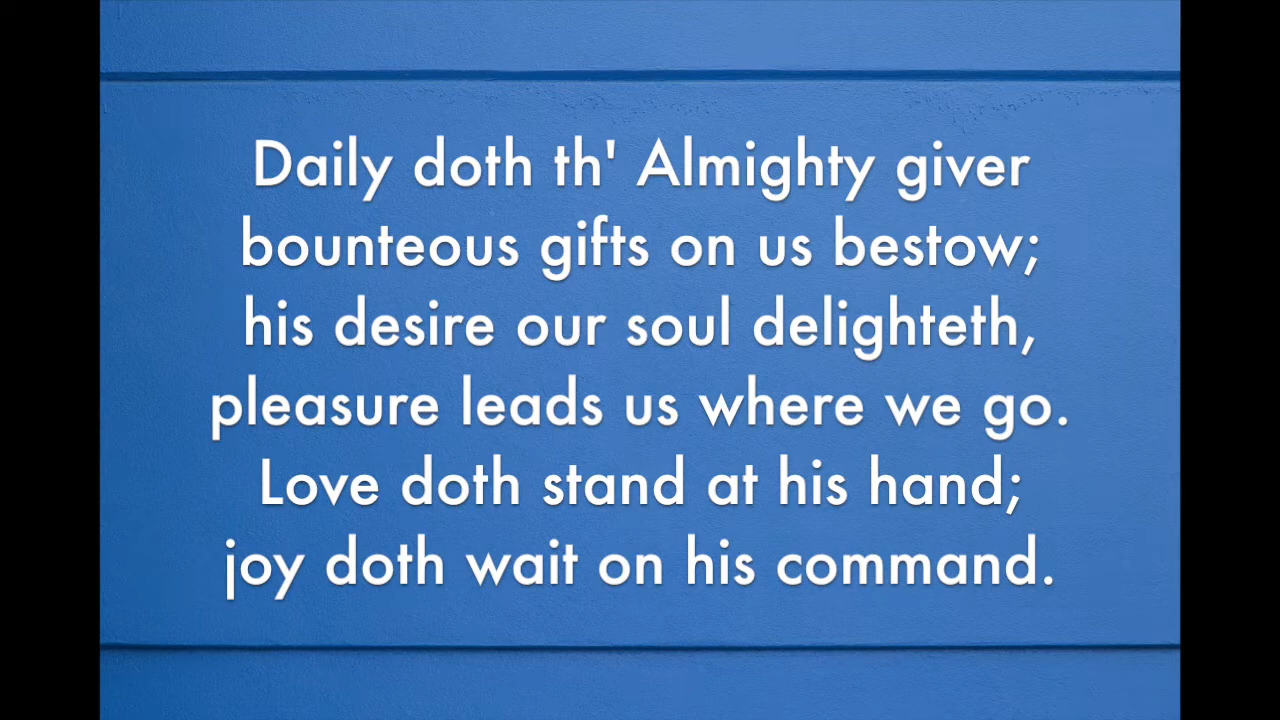 Daily doth th' Almighty giver
bounteous gifts on us bestow;
his desire our soul delighteth,
pleasure leads us where we go.
Love doth stand at his hand;
joy doth wait on his command.